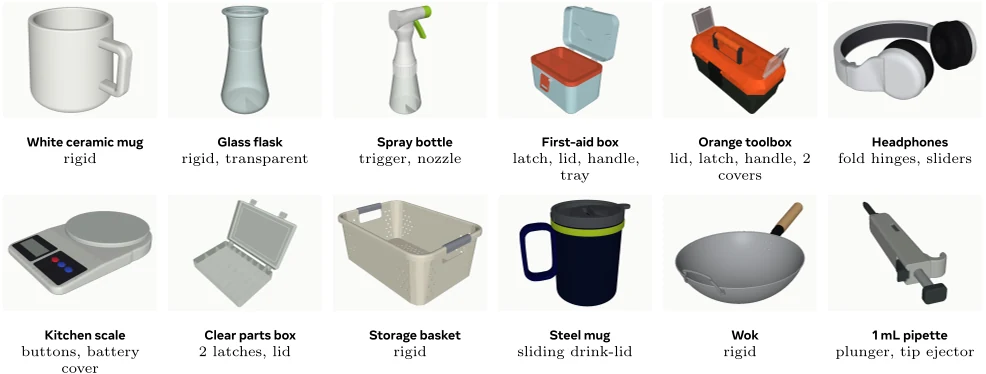 White ceramic mug
rigid
Glass flask
rigid, transparent
Spray bottle
trigger, nozzle
First-aid box
latch, lid, handle,
tray
Orange toolbox
lid, latch, handle, 2
covers
Headphones
fold hinges, sliders
Kitchen scale
buttons, battery
cover
Clear parts box
2 latches, lid
Storage basket
rigid
Steel mug
sliding drink-lid
Wok
rigid
1 mL pipette
plunger, tip ejector